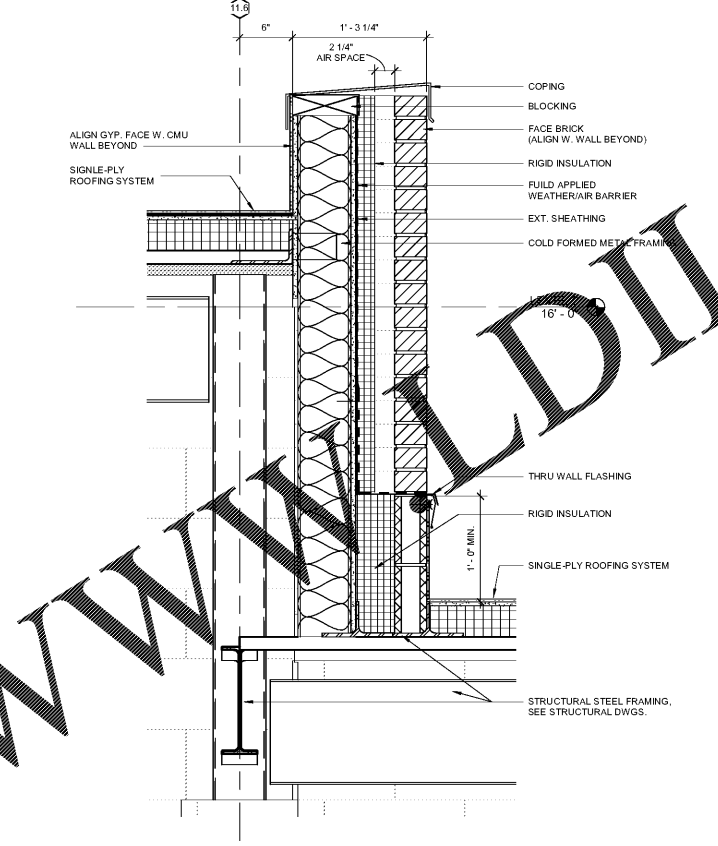 11.6
6"
1' - 3 1/4"
2 1/4"
AIR SPACE
COPING
BLOCKING
FACE BRICK
(ALIGN W. WALL BEYOND)
ALIGN GYP. FACE W. CMU
WALL BEYOND
RIGID INSULATION
SIGNLE-PLY
ROOFING SYSTEM
FUILD APPLIED
WEATHER/AIR BARRIER
EXT. SHEATHING
COLD FORMED METAL FRAMING
16' - 0"
THRU WALL FLASHING
RIGID INSULATION
1' - 0" MIN.
SINGLE-PLY ROOFING SYSTEM
STRUCTURAL STEEL FRAMING,
SEE STRUCTURAL DWGS.